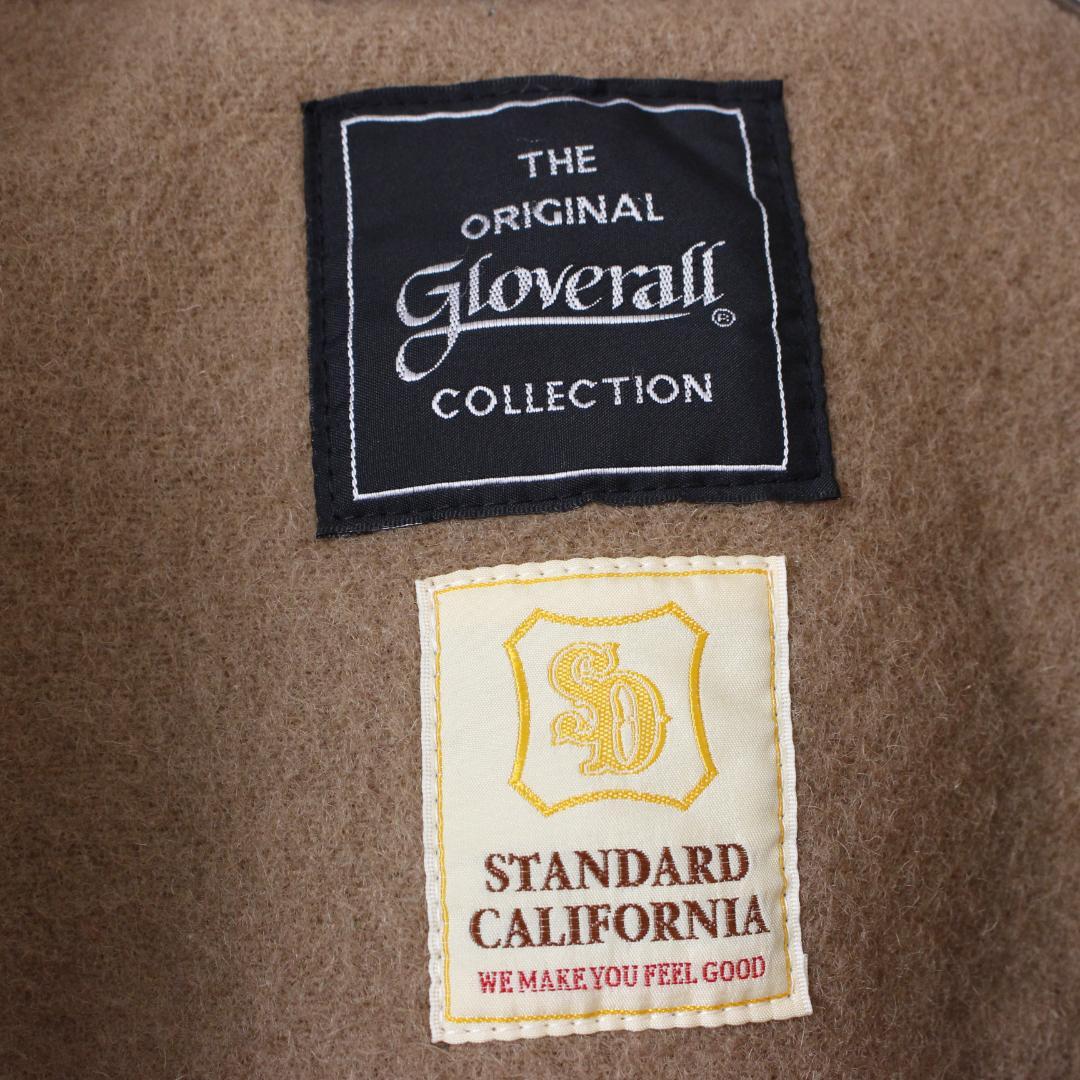 THE
ORIGINAL
Gloverall®
COLLECTION
SD
STANDARD
CALIFORNIA
WE MAKE YOU FEEL GOOD